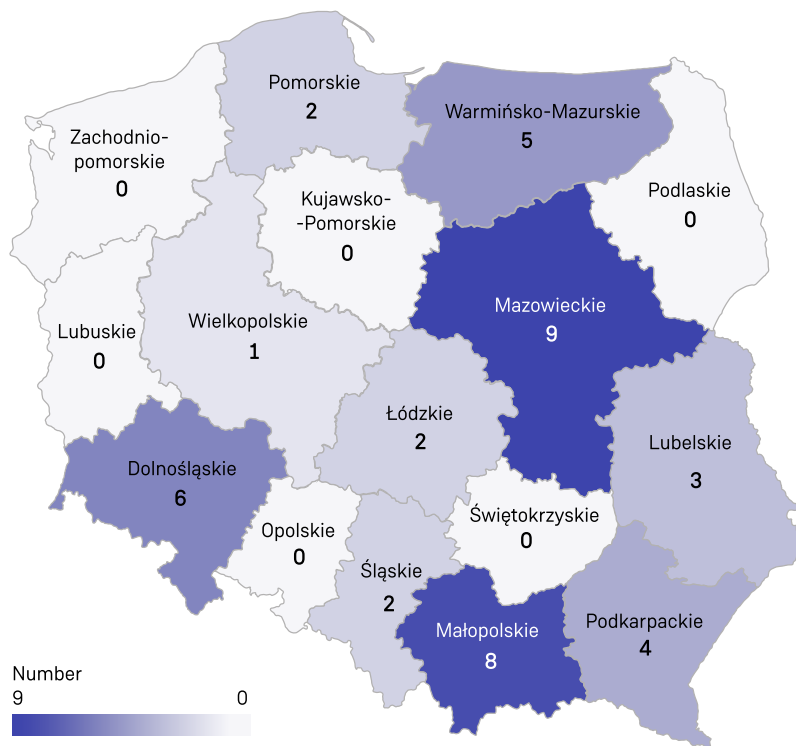 Pomorskie
2
Warmińsko-Mazurskie
5
Zachodnio-
pomorskie
0
Podlaskie
0
Kujawsko-
-Pomorskie
0
Mazowieckie
9
Wielkopolskie
1
Lubuskie
0
Łódzkie
2
Lubelskie
3
Dolnośląskie
6
Opolskie
0
Świętokrzyskie
0
Śląskie
2
Małopolskie
8
Podkarpackie
4
Number
9 0